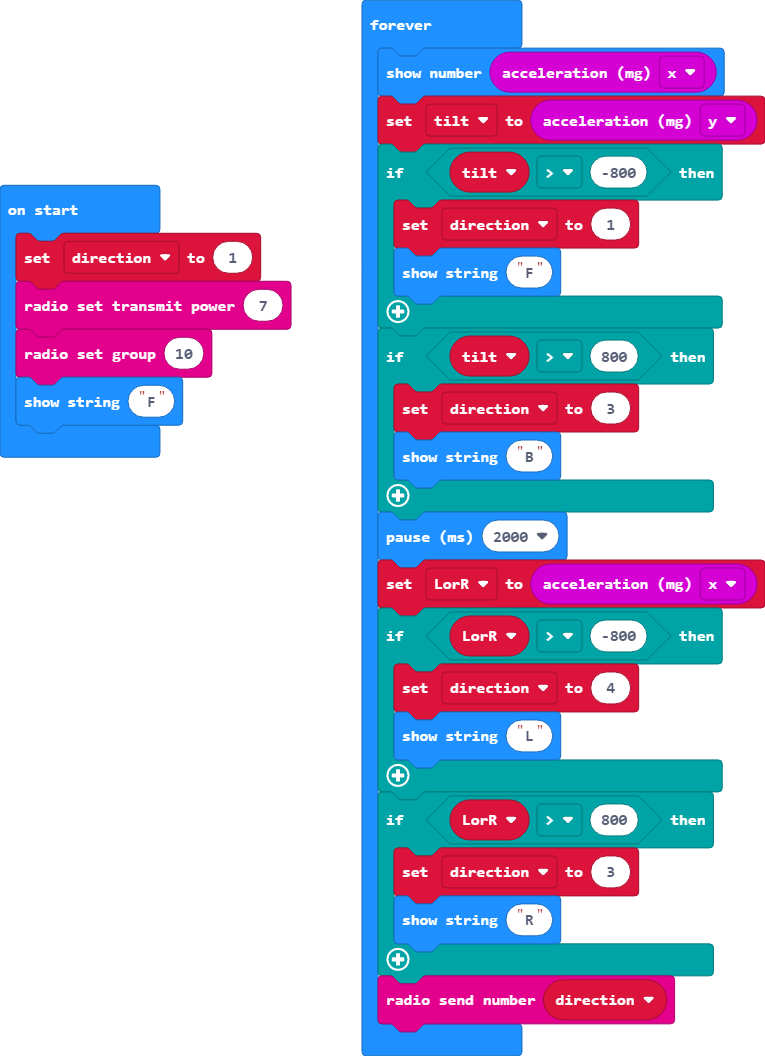 on start
set direction to 1
radio set transmit power 7
radio set group 10
show string "F"
forever
show number acceleration (mg) x
set tilt to acceleration (mg) y
if tilt > -800 then
set direction to 1
show string "F"
if tilt > 800 then
set direction to 3
show string "B"
pause (ms) 2000
set LorR to acceleration (mg) x
if LorR > -800 then
set direction to 4
show string "L"
if LorR > 800 then
set direction to 3
show string "R"
radio send number direction